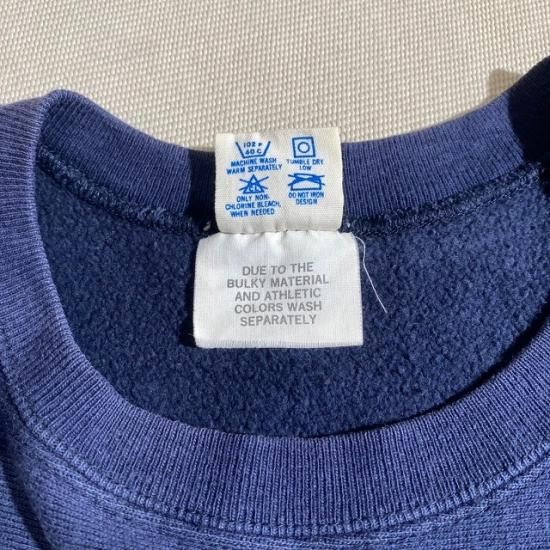 102 F
40 C
MACHINE WASH
WARM SEPARATELY
TUMBLE DRY
LOW
ONLY NON-
CHLORINE BLEACH,
WHEN NEEDED
DO NOT IRON
DESIGN
DUE TO THE
BULKY MATERIAL
AND ATHLETIC
COLORS WASH
SEPARATELY